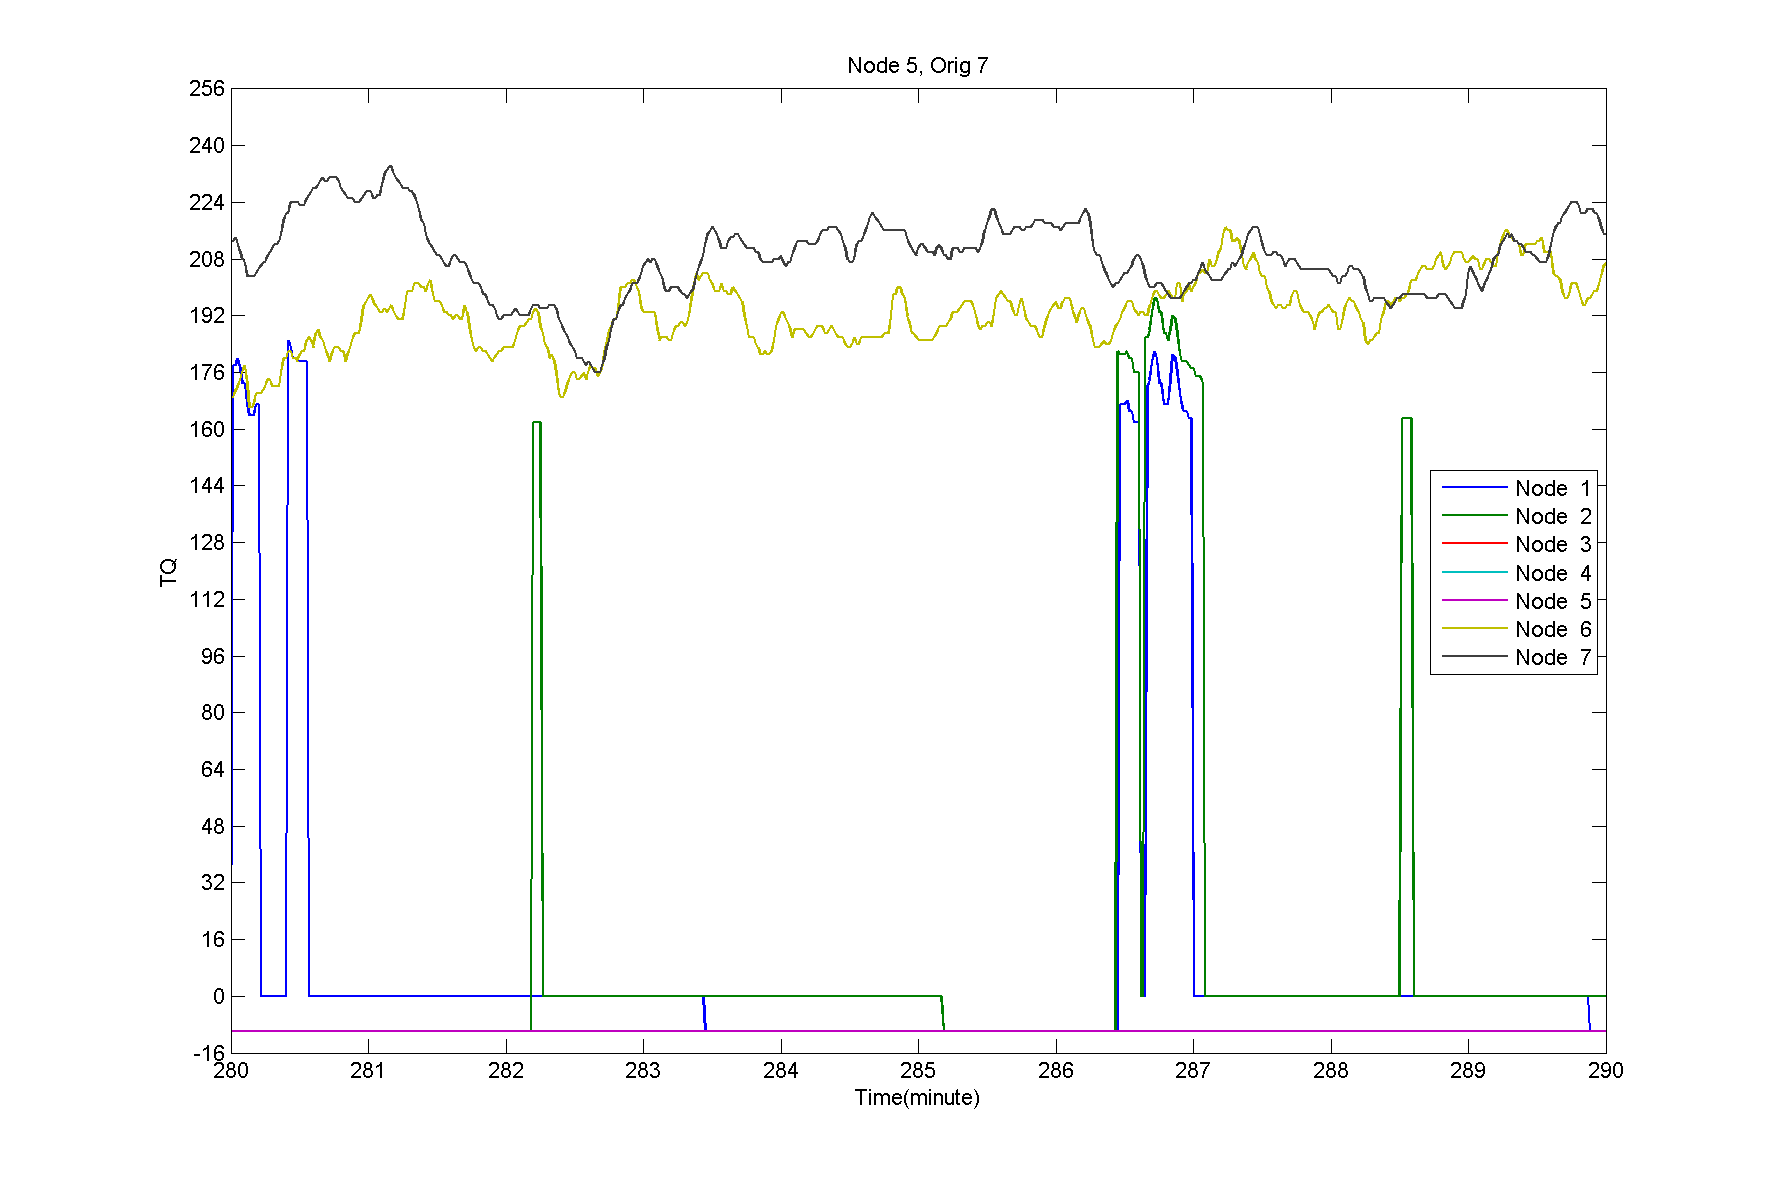 Node 5, Orig 7
256
240
224
208
192
176
160
144
128
112
96
80
64
48
32
16
0
-16
TQ
Node 1
Node 2
Node 3
Node 4
Node 5
Node 6
Node 7
280 281 282 283 284 285 286 287 288 289 290
Time(minute)